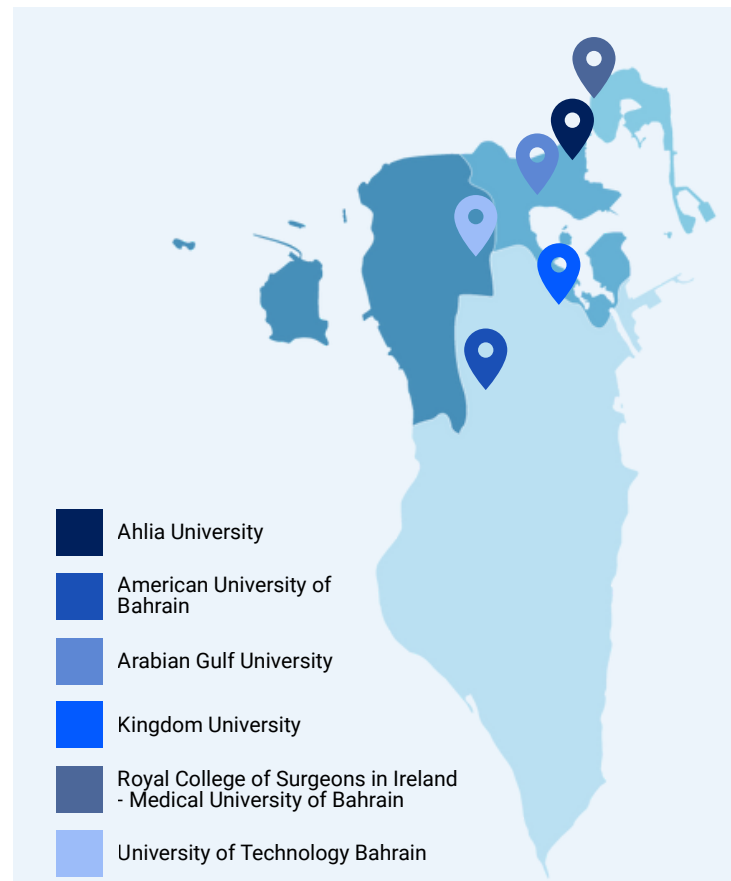 Ahlia University
American University of
Bahrain
Arabian Gulf University
Kingdom University
Royal College of Surgeons in Ireland
- Medical University of Bahrain
University of Technology Bahrain